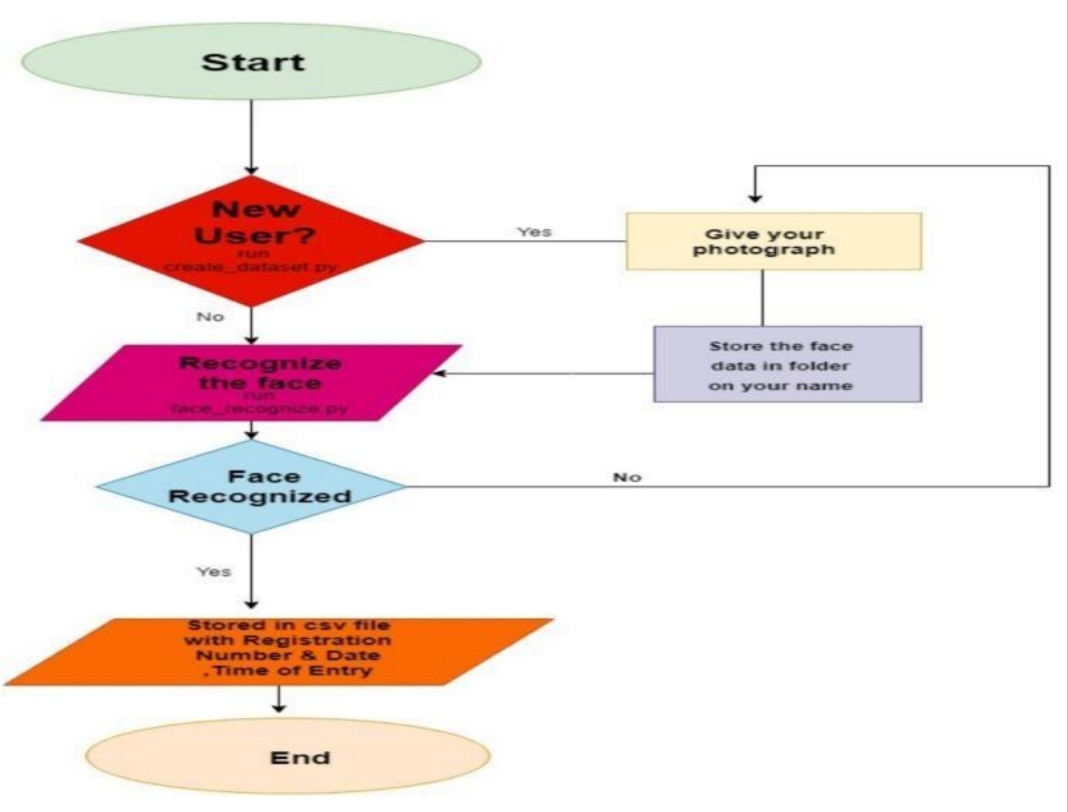 Start
New
User?
run
create_dataset.py
Yes
Give your
photograph
No
Store the face
data in folder
on your name
Recognize
the face
run
face_recognize.py
Face
Recognized
No
Yes
Stored in csv file
with Registration
Number & Date
,Time of Entry
End